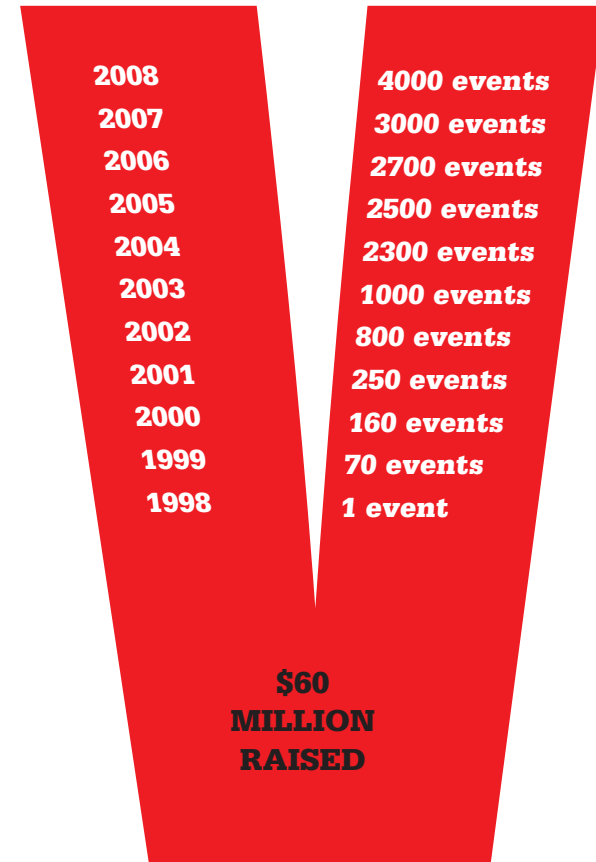 2008 4000 events
2007 3000 events
2006 2700 events
2005 2500 events
2004 2300 events
2003 1000 events
2002 800 events
2001 250 events
2000 160 events
1999 70 events
1998 1 event
$60
MILLION
RAISED